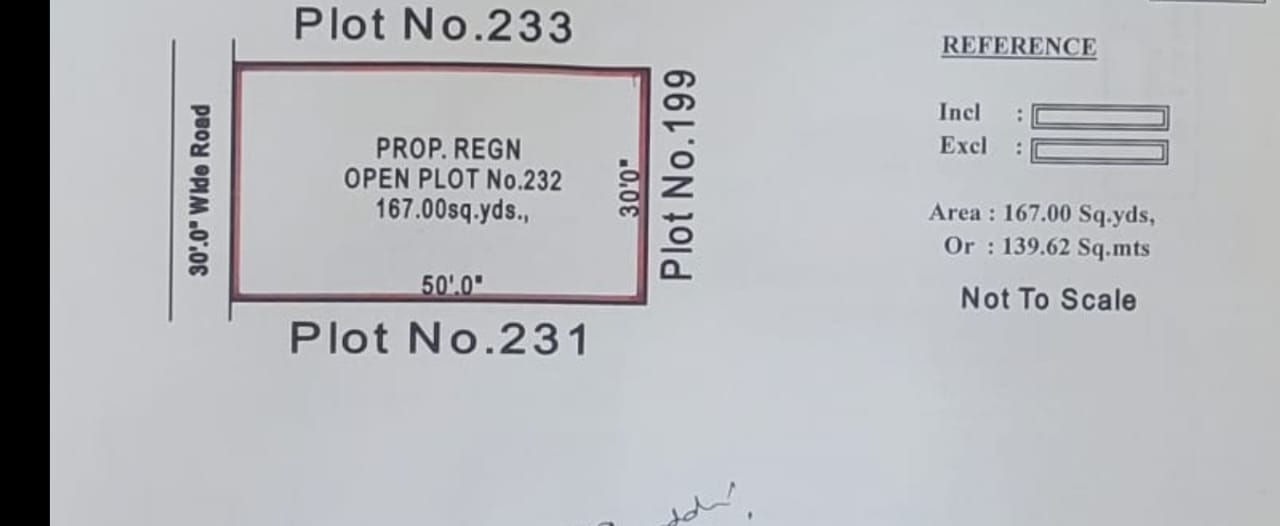 Plot No.233
30'.0" Wide Road
PROP. REGN
OPEN PLOT No.232
167.00sq.yds.,
30'0"
50'.0"
Plot No.199
Plot No.231
REFERENCE
Incl :
Excl :
Area : 167.00 Sq.yds,
Or : 139.62 Sq.mts
Not To Scale